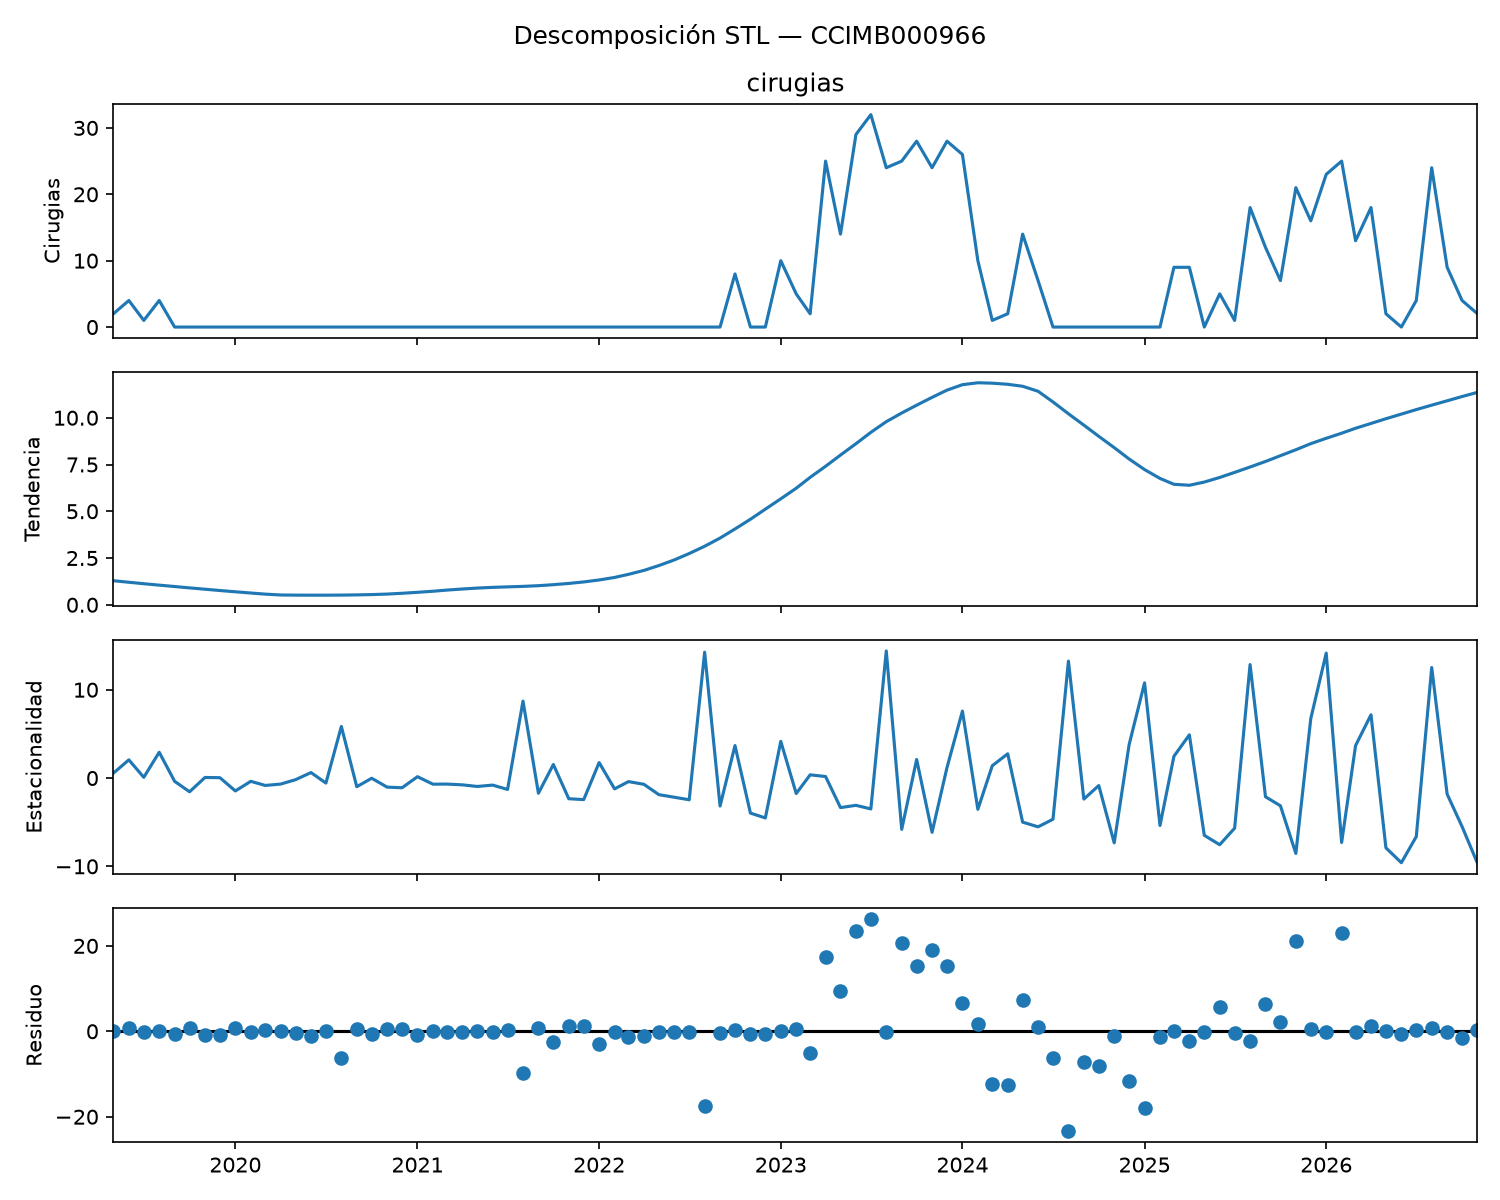 Descomposición STL — CCIMB000966
cirugias
Cirugias
30
20
10
0
Tendencia
10.0
7.5
5.0
2.5
0.0
Estacionalidad
10
0
−10
Residuo
20
0
−20
2020 2021 2022 2023 2024 2025 2026